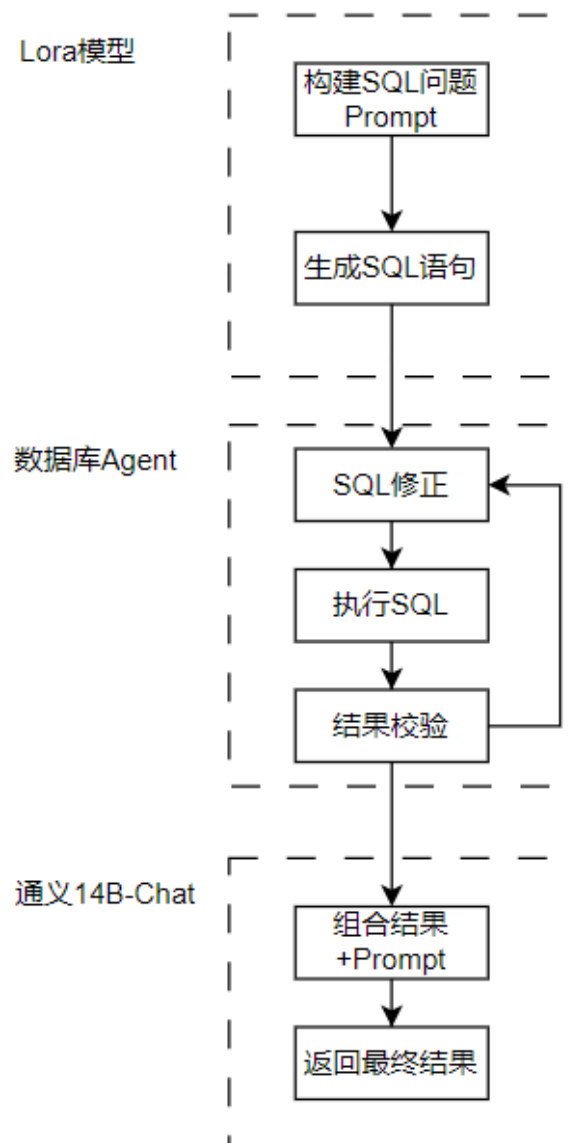 Lora模型
构建SQL问题
Prompt
生成SQL语句
数据库Agent
SQL修正
执行SQL
结果校验
通义14B-Chat
组合结果
+Prompt
返回最终结果